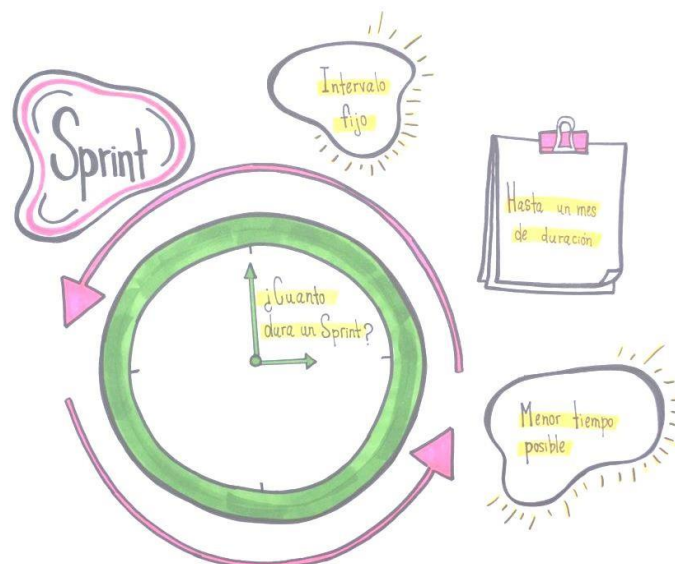 Sprint
Intervalo
fijo
Hasta un mes
de duración
¿Cuanto
dura un Sprint?
Menor tiempo
posible